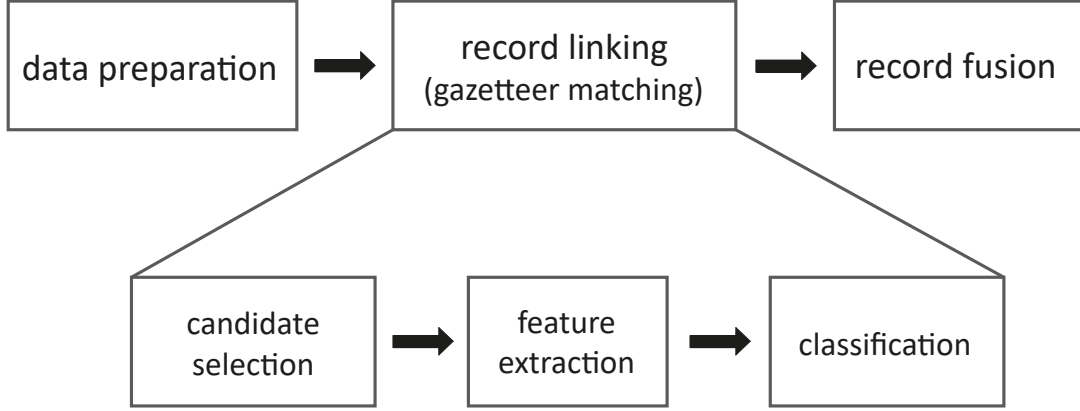 data preparation
record linking
(gazetteer matching)
record fusion
candidate
selection
feature
extraction
classification